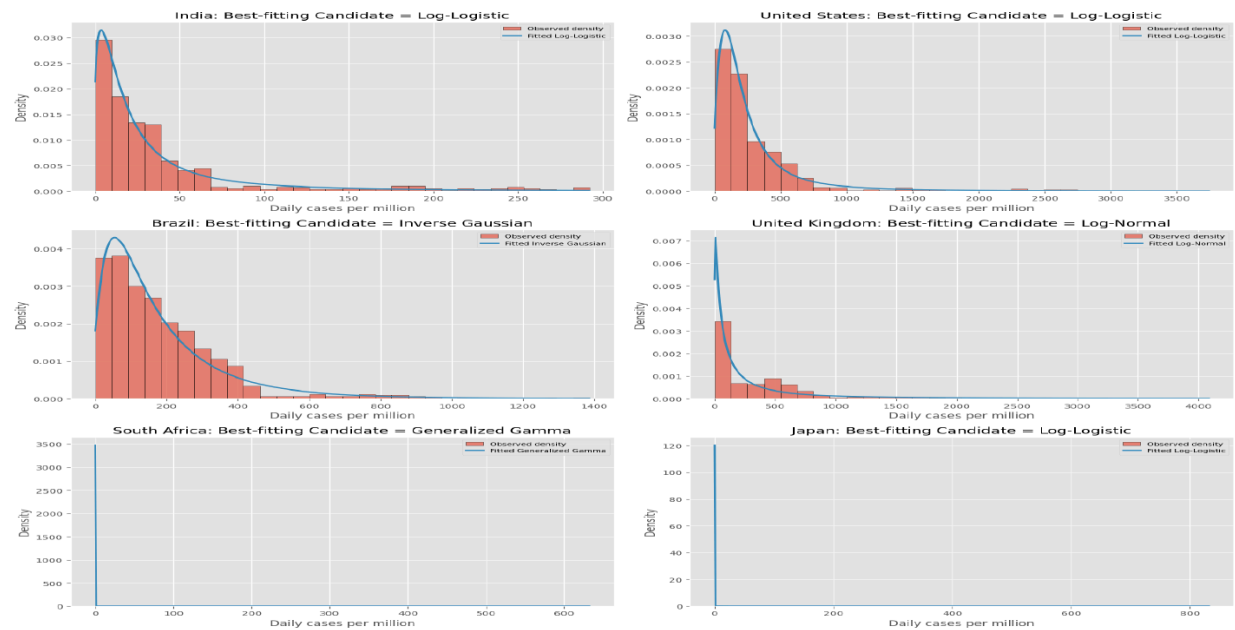 India: Best-fitting Candidate = Log-Logistic
Observed density
Fitted Log-Logistic
Density
0.030
0.025
0.020
0.015
0.010
0.005
0.000
0 50 100 150 200 250 300
Daily cases per million
United States: Best-fitting Candidate = Log-Logistic
Observed density
Fitted Log-Logistic
Density
0.0030
0.0025
0.0020
0.0015
0.0010
0.0005
0.0000
0 500 1000 1500 2000 2500 3000 3500
Daily cases per million
Brazil: Best-fitting Candidate = Inverse Gaussian
Observed density
Fitted Inverse Gaussian
Density
0.004
0.003
0.002
0.001
0.000
0 200 400 600 800 1000 1200 1400
Daily cases per million
United Kingdom: Best-fitting Candidate = Log-Normal
Observed density
Fitted Log-Normal
Density
0.007
0.006
0.005
0.004
0.003
0.002
0.001
0.000
0 500 1000 1500 2000 2500 3000 3500 4000
Daily cases per million
South Africa: Best-fitting Candidate = Generalized Gamma
Observed density
Fitted Generalized Gamma
Density
3500
3000
2500
2000
1500
1000
500
0
0 100 200 300 400 500 600
Daily cases per million
Japan: Best-fitting Candidate = Log-Logistic
Observed density
Fitted Log-Logistic
Density
120
100
80
60
40
20
0
0 200 400 600 800
Daily cases per million